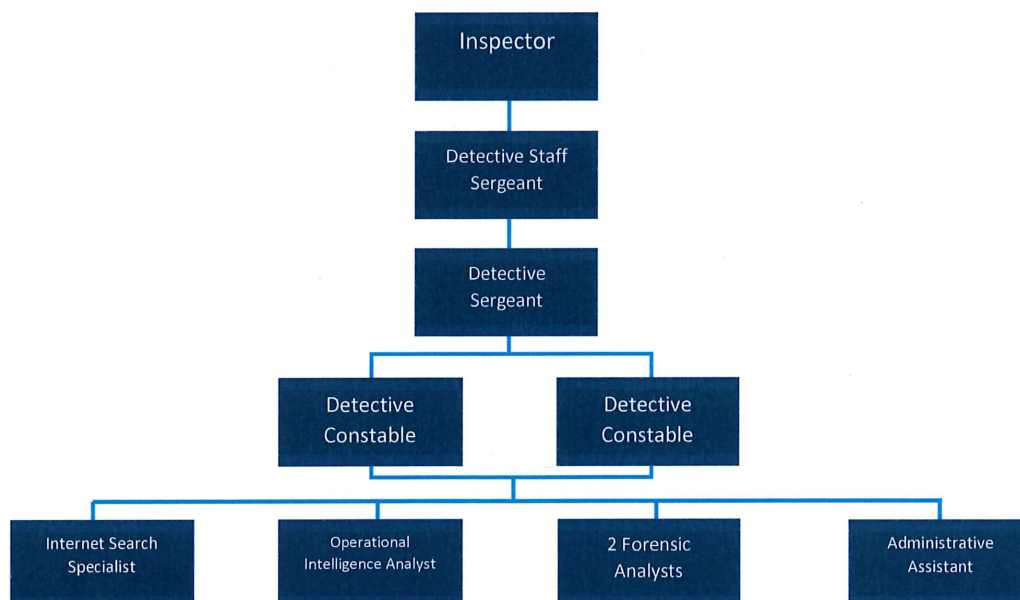 Inspector
Detective Staff
Sergeant
Detective
Sergeant
Detective
Constable
Detective
Constable
Internet Search
Specialist
Operational
Intelligence Analyst
2 Forensic
Analysts
Administrative
Assistant